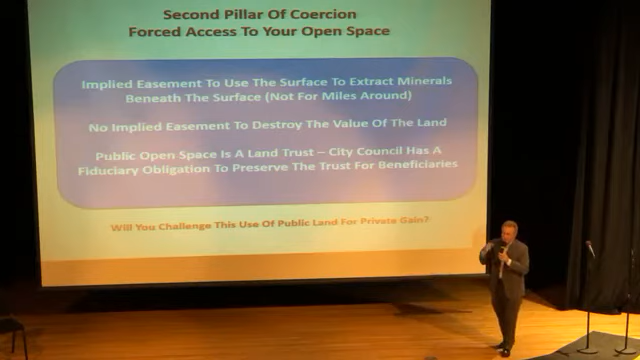 Second Pillar Of Coercion
Forced Access To Your Open Space
Implied Easement To Use The Surface To Extract Minerals
Beneath The Surface (Not For Miles Around)
No Implied Easement To Destroy The Value Of The Land
Public Open Space Is A Land Trust – City Council Has A
Fiduciary Obligation To Preserve The Trust For Beneficiaries
Will You Challenge This Use Of Public Land For Private Gain?